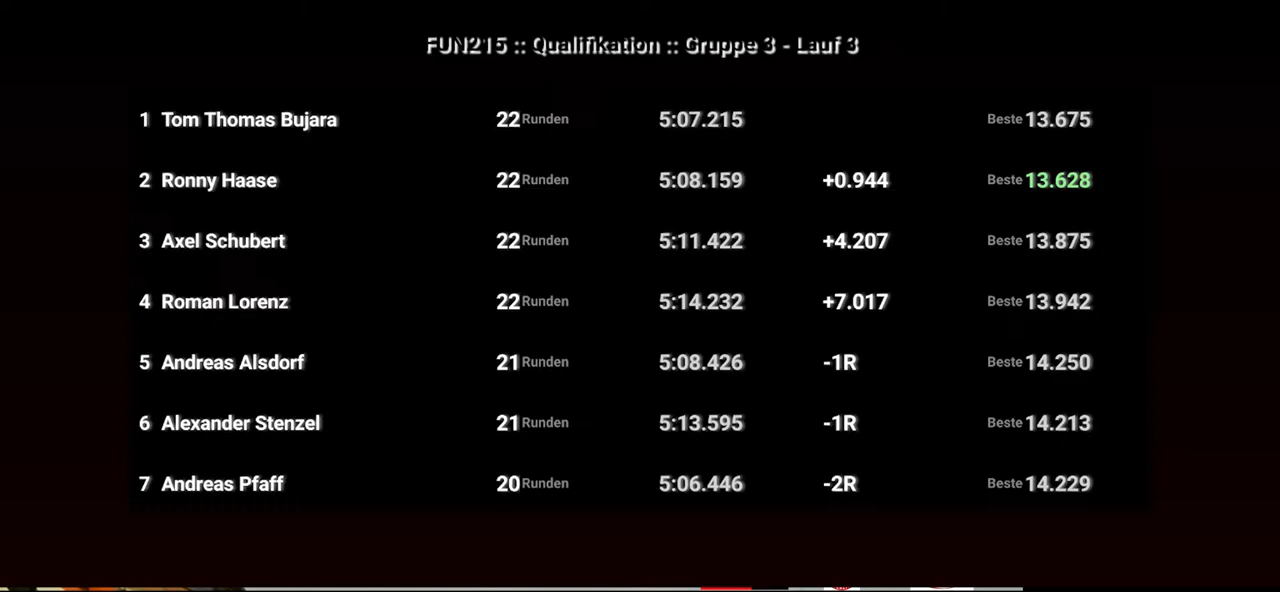 FUN215 :: Qualifikation :: Gruppe 3 - Lauf 3
1 Tom Thomas Bujara 22 Runden 5:07.215 Beste 13.675
2 Ronny Haase 22 Runden 5:08.159 +0.944 Beste 13.628
3 Axel Schubert 22 Runden 5:11.422 +4.207 Beste 13.875
4 Roman Lorenz 22 Runden 5:14.232 +7.017 Beste 13.942
5 Andreas Alsdorf 21 Runden 5:08.426 -1R Beste 14.250
6 Alexander Stenzel 21 Runden 5:13.595 -1R Beste 14.213
7 Andreas Pfaff 20 Runden 5:06.446 -2R Beste 14.229